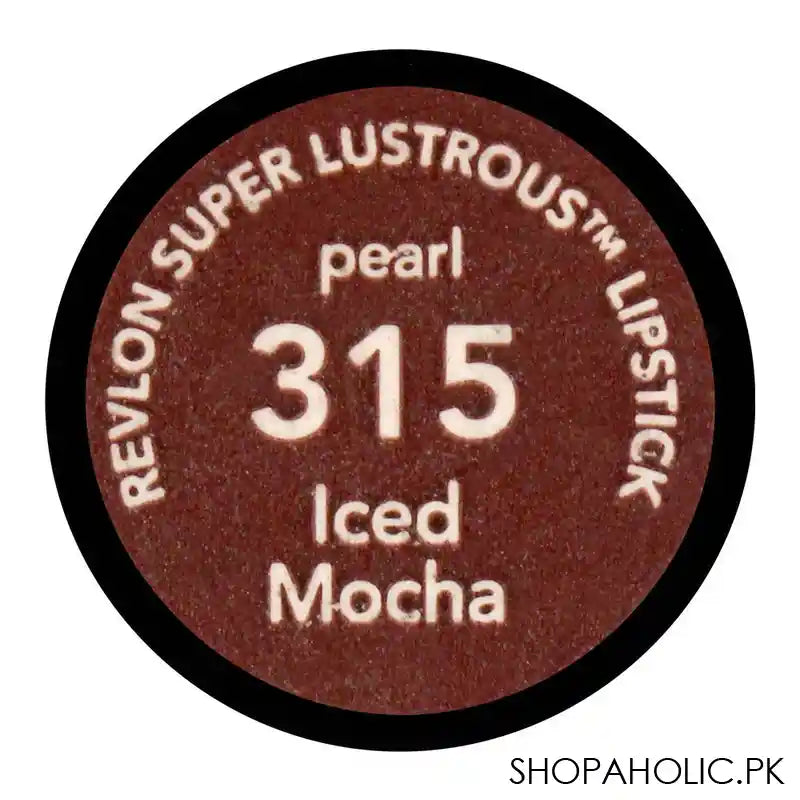 REVLON SUPER LUSTROUS™ LIPSTICK
pearl
315
Iced
Mocha
SHOPAHOLIC.PK